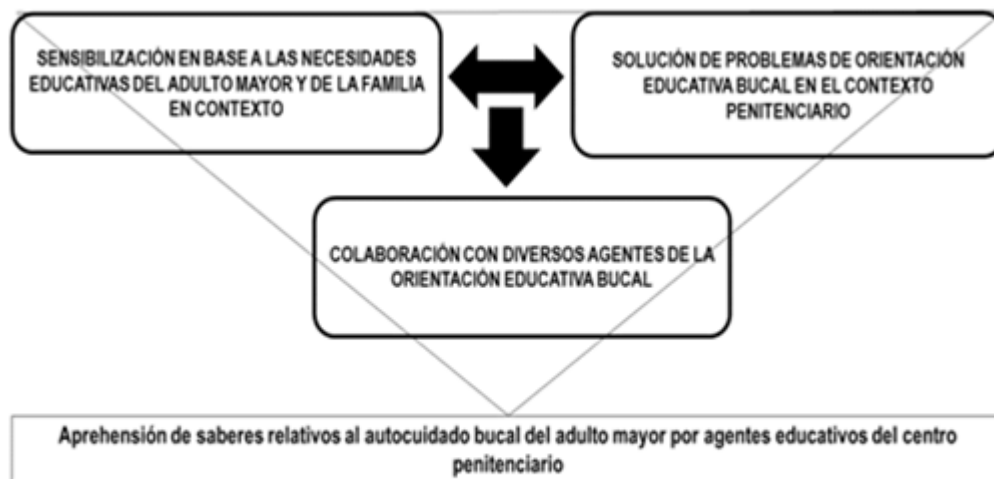 SENSIBILIZACIÓN EN BASE A LAS NECESIDADES
EDUCATIVAS DEL ADULTO MAYOR Y DE LA FAMILIA
EN CONTEXTO
SOLUCIÓN DE PROBLEMAS DE ORIENTACIÓN
EDUCATIVA BUCAL EN EL CONTEXTO
PENITENCIARIO
COLABORACIÓN CON DIVERSOS AGENTES DE LA
ORIENTACIÓN EDUCATIVA BUCAL
Aprehensión de saberes relativos al autocuidado bucal del adulto mayor por agentes educativos del centro
penitenciario